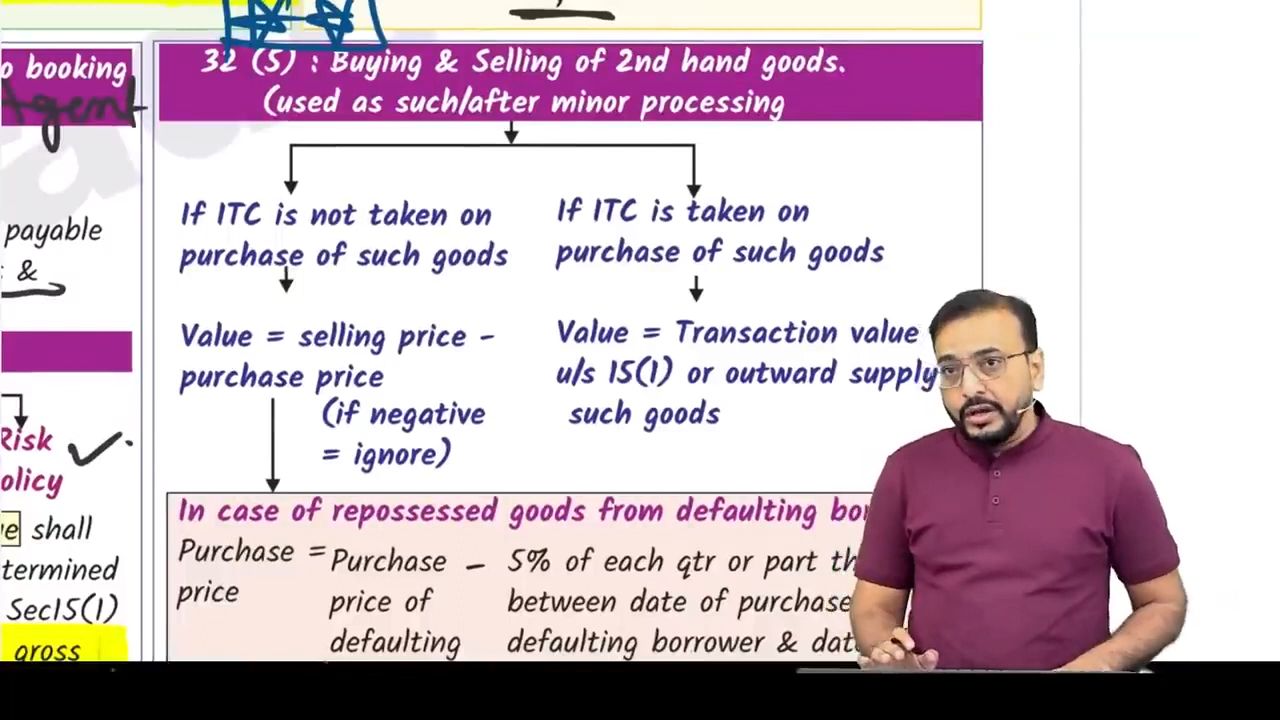 o booking
Agent
payable
: &
Risk
olicy
ue shall
termined
Sec15(1)
gross
32 (5) : Buying & Selling of 2nd hand goods.
(used as such/after minor processing
If ITC is not taken on
purchase of such goods
Value = selling price -
purchase price
(if negative
= ignore)
If ITC is taken on
purchase of such goods
Value = Transaction value
u/s 15(1) or outward supply
such goods
In case of repossessed goods from defaulting bor
Purchase = Purchase - 5% of each qtr or part th
price price of between date of purchase
defaulting defaulting borrower & dat